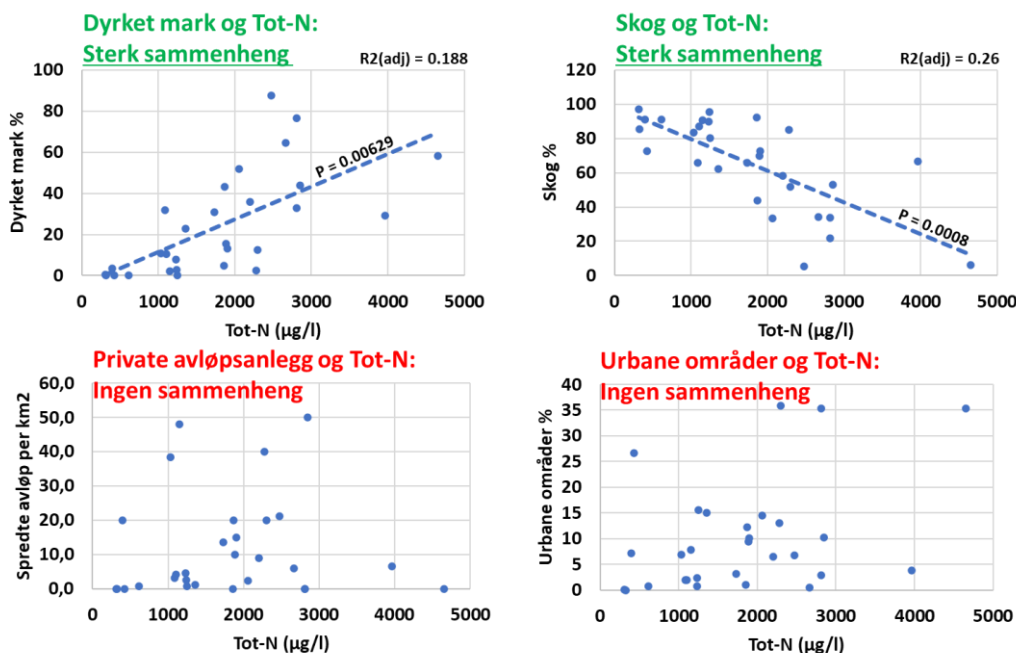 Dyrket mark og Tot-N:
Sterk sammenheng
R2(adj) = 0.188
100
80
60
40
20
0
Dyrket mark %
P = 0.00629
0 1000 2000 3000 4000 5000
Tot-N (µg/l)
Skog og Tot-N:
Sterk sammenheng
R2(adj) = 0.26
120
100
80
60
40
20
0
Skog %
P = 0.0008
0 1000 2000 3000 4000 5000
Tot-N (µg/l)
Private avløpsanlegg og Tot-N:
Ingen sammenheng
60,0
50,0
40,0
30,0
20,0
10,0
0,0
Spredte avløp per km2
0 1000 2000 3000 4000 5000
Tot-N (µg/l)
Urbane områder og Tot-N:
Ingen sammenheng
40
35
30
25
20
15
10
5
0
Urbane områder %
0 1000 2000 3000 4000 5000
Tot-N (µg/l)